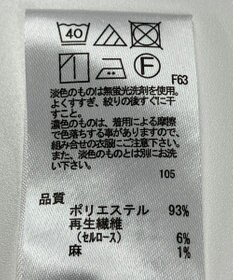 40
F
F63
淡色のものは無蛍光洗剤を使用。
よくすすぎ、絞りの後すぐに干
すこと。
濃色のものは、着用による摩擦
で色落ちする事がありますので、
組み合せの衣服にご注意下さい。
また、淡色のものとは別にお洗
い下さい。
105
品質
ポリエステル 93%
再生繊維
(セルロース) 6%
麻 1%